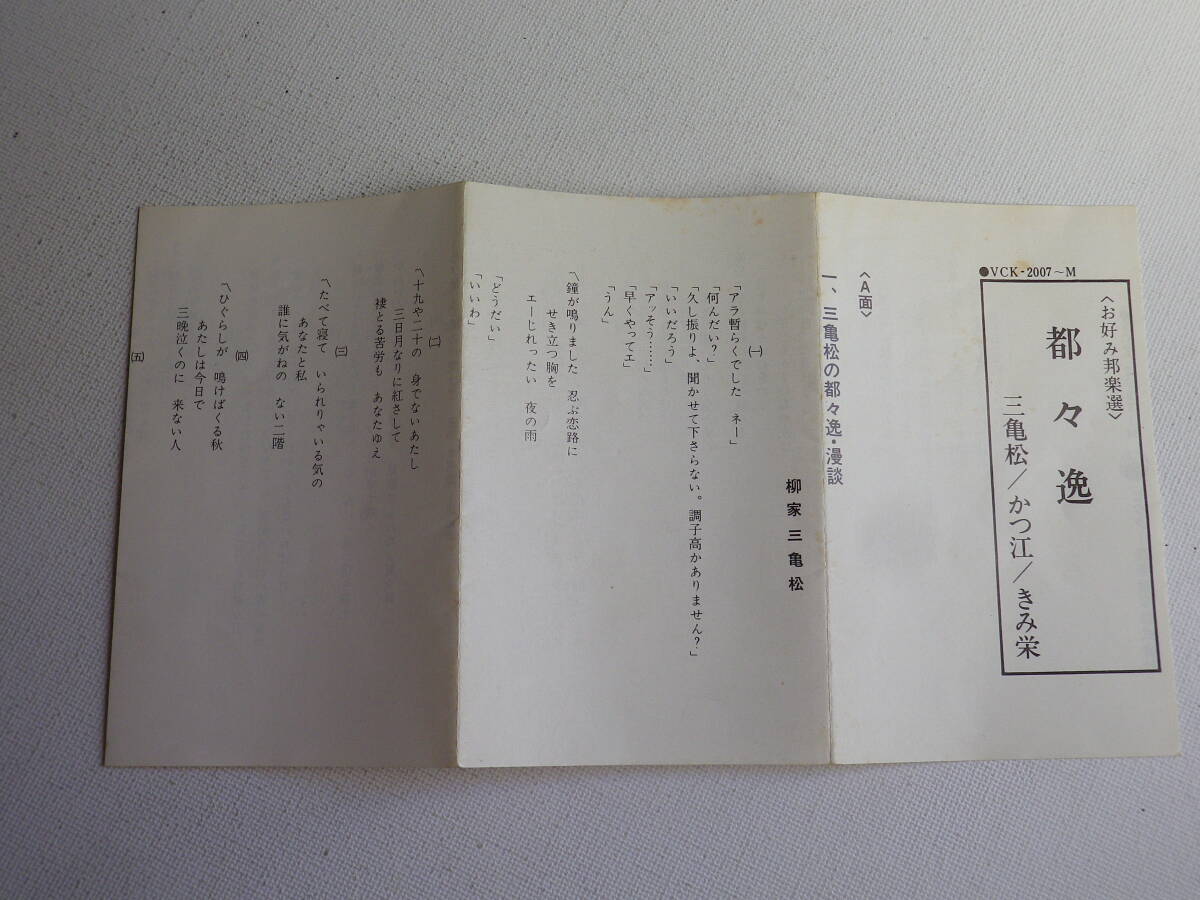 ●VCK-2007～M
〈お好み邦楽選〉
都々逸
三亀松／かつ江／きみ栄
〈A面〉
一、三亀松の都々逸・漫談
柳家三亀松
㈠
「アラ暫らくでした　ネー」
「何んだい？」
「久し振りよ、聞かせて下さらない。調子高かありません？」
「いいだろう」
「アッそう……」
「早くやってエ」
「うん」
〽鐘が鳴りました　忍ぶ恋路に
せき立つ胸を
エーじれったい　夜の雨
「どうだい」
「いいわ」
㈡
〽十九や二十の　身でないあたし
三日月なりに紅さして
褄とる苦労も　あなたゆえ
㈢
〽たべて寝て　いられりゃいる気の
あなたと私
誰に気がねの　ない二階
㈣
〽ひぐらしが　鳴けばくる秋
あたしは今日で
三晩泣くのに　来ない人
㈤